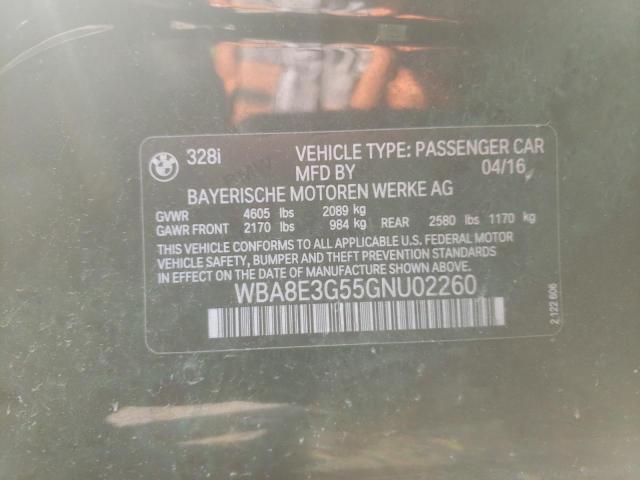 328i VEHICLE TYPE: PASSENGER CAR
MFD BY 04/16
BAYERISCHE MOTOREN WERKE AG
GVWR 4605 lbs 2089 kg
GAWR FRONT 2170 lbs 984 kg REAR 2580 lbs 1170 kg
THIS VEHICLE CONFORMS TO ALL APPLICABLE U.S. FEDERAL MOTOR
VEHICLE SAFETY, BUMPER AND THEFT PREVENTION STANDARDS
IN EFFECT ON THE DATE OF MANUFACTURE SHOWN ABOVE.
WBA8E3G55GNU02260
2 122 606